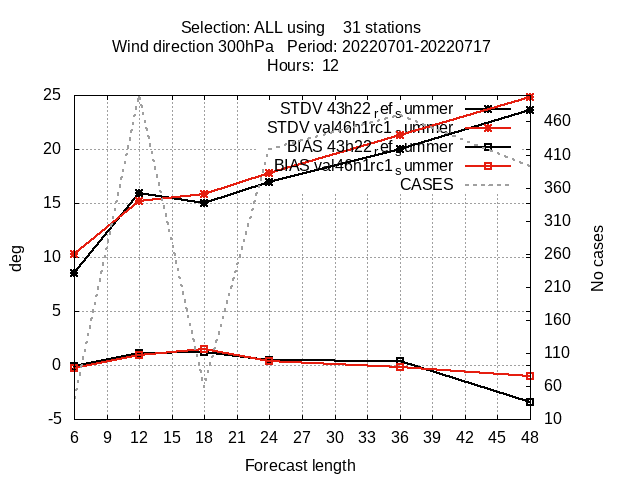 Selection: ALL using    31 stations
Wind direction 300hPa   Period: 20220701-20220717
Hours:  12
STDV 43h22_ref_summer
STDV val46h1rc1_summer
BIAS 43h22_ref_summer
BIAS val46h1rc1_summer
CASES
25
20
15
10
5
0
-5
deg
460
410
360
310
260
210
160
110
60
10
No cases
6 9 12 15 18 21 24 27 30 33 36 39 42 45 48
Forecast length